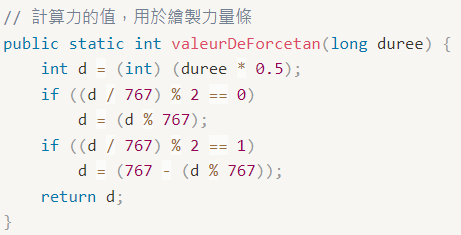 // 計算力的值，用於繪製力量條
public static int valeurDeForcetan(long duree) {
    int d = (int) (duree * 0.5);
    if ((d / 767) % 2 == 0)
        d = (d % 767);
    if ((d / 767) % 2 == 1)
        d = (767 - (d % 767));
    return d;
}